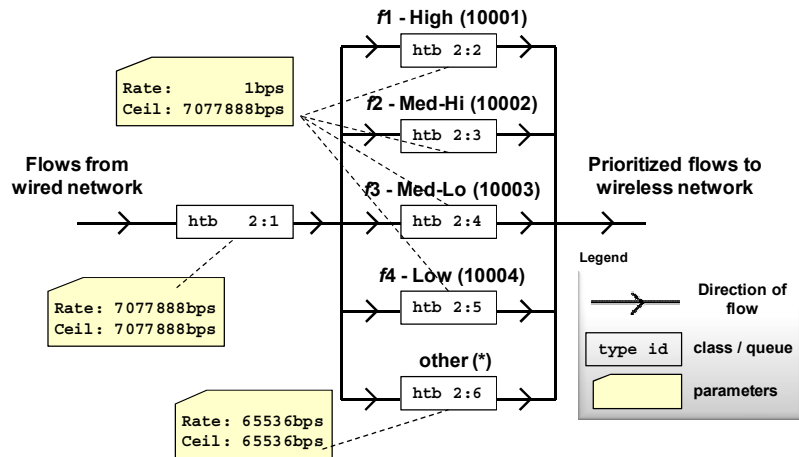 f1 - High (10001)
htb 2:2
Rate: 1bps
Ceil: 7077888bps
f2 - Med-Hi (10002)
htb 2:3
Flows from
wired network
Prioritized flows to
wireless network
f3 - Med-Lo (10003)
htb 2:1
htb 2:4
Legend
Direction of
flow
f4 - Low (10004)
htb 2:5
Rate: 7077888bps
Ceil: 7077888bps
type id
class / queue
other (*)
htb 2:6
parameters
Rate: 65536bps
Ceil: 65536bps